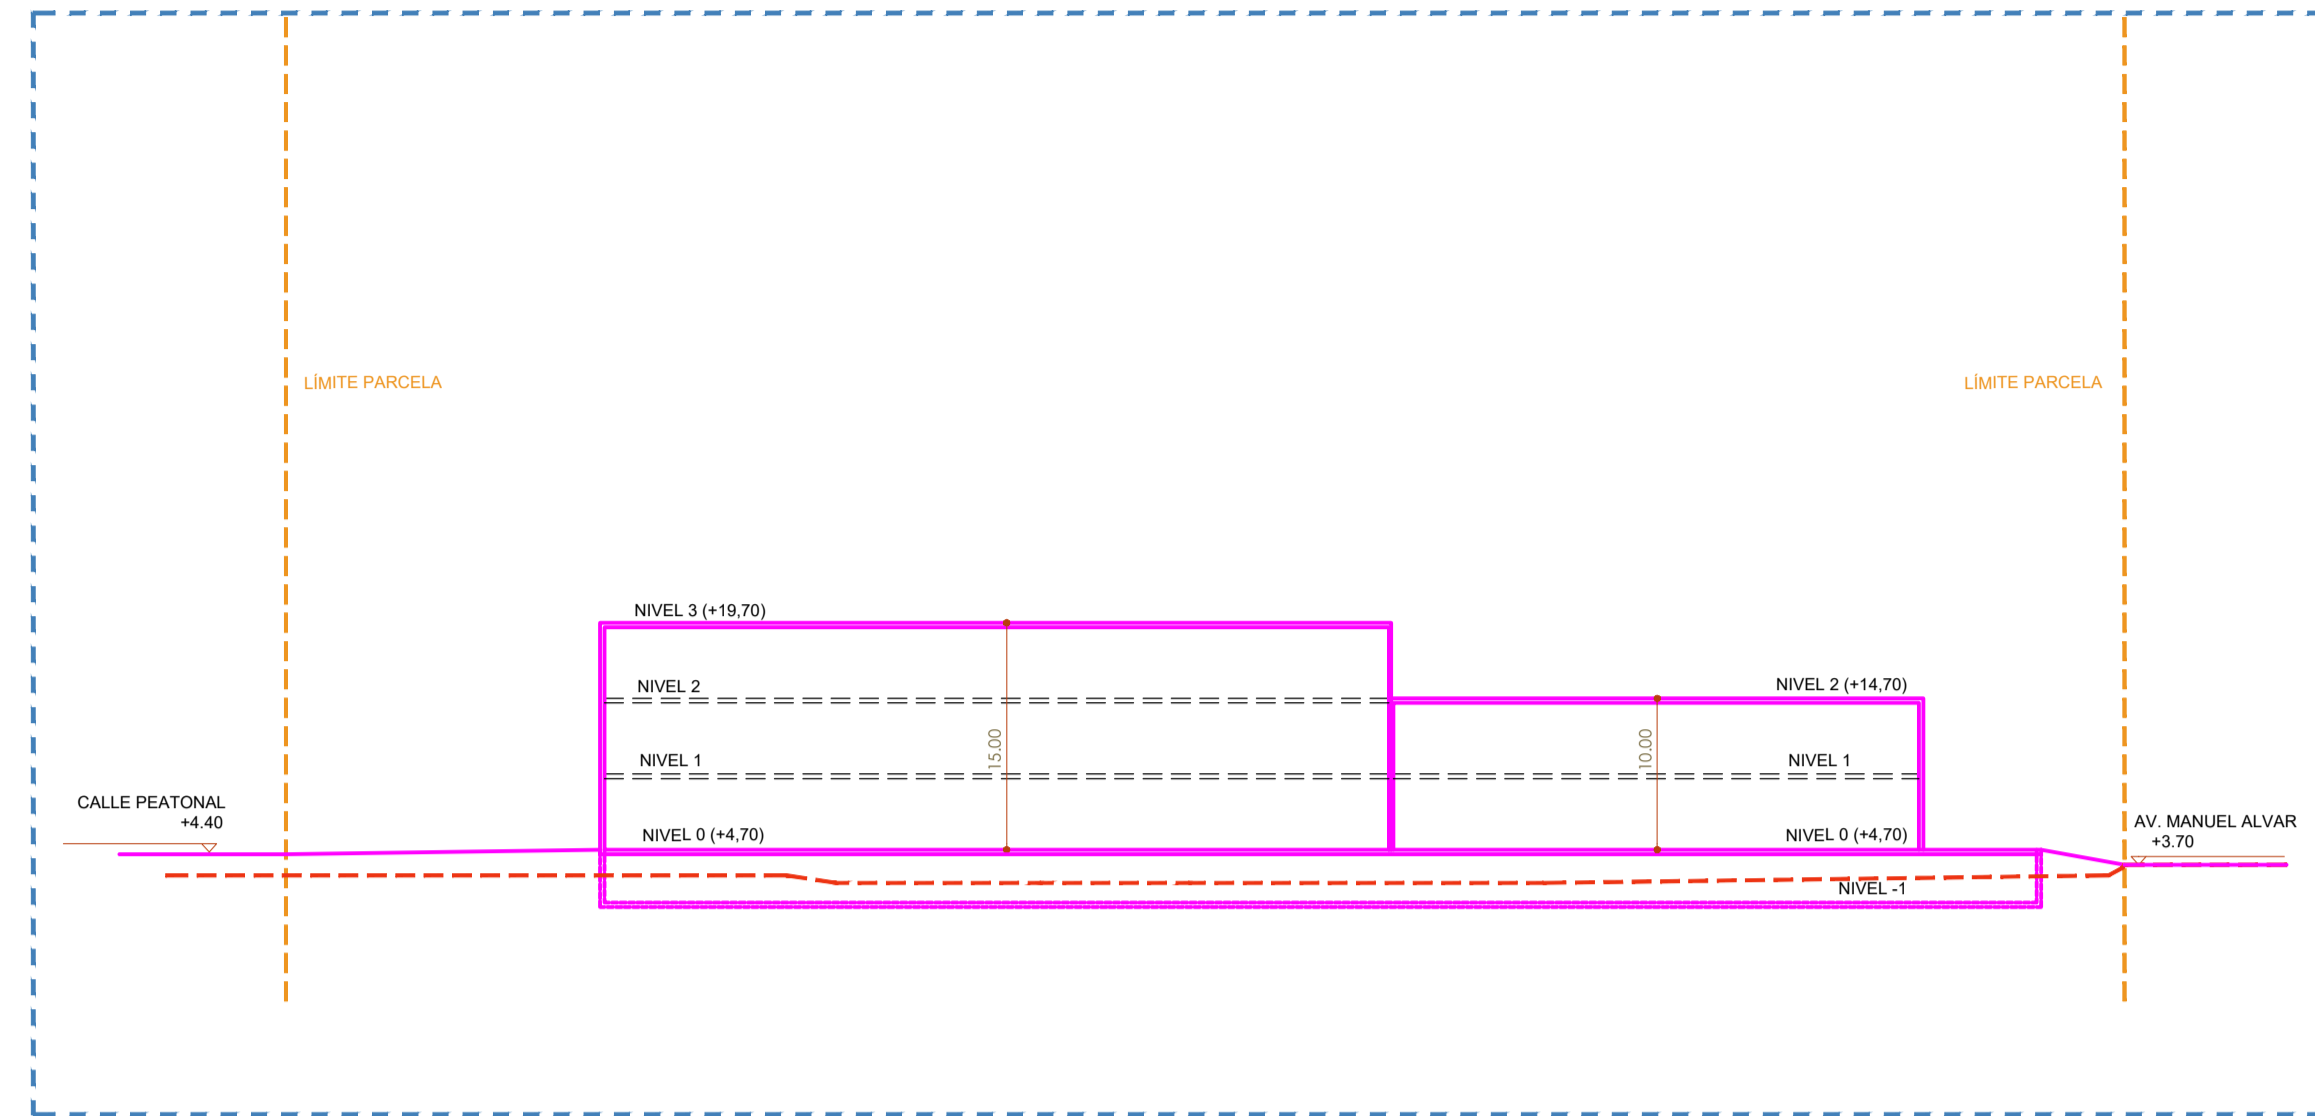 LÍMITE PARCELA
LÍMITE PARCELA
NIVEL 3 (+19,70)
NIVEL 2
NIVEL 2 (+14,70)
15.00
10.00
NIVEL 1
NIVEL 1
CALLE PEATONAL
+4.40
NIVEL 0 (+4,70)
NIVEL 0 (+4,70)
AV. MANUEL ALVAR
+3.70
NIVEL -1